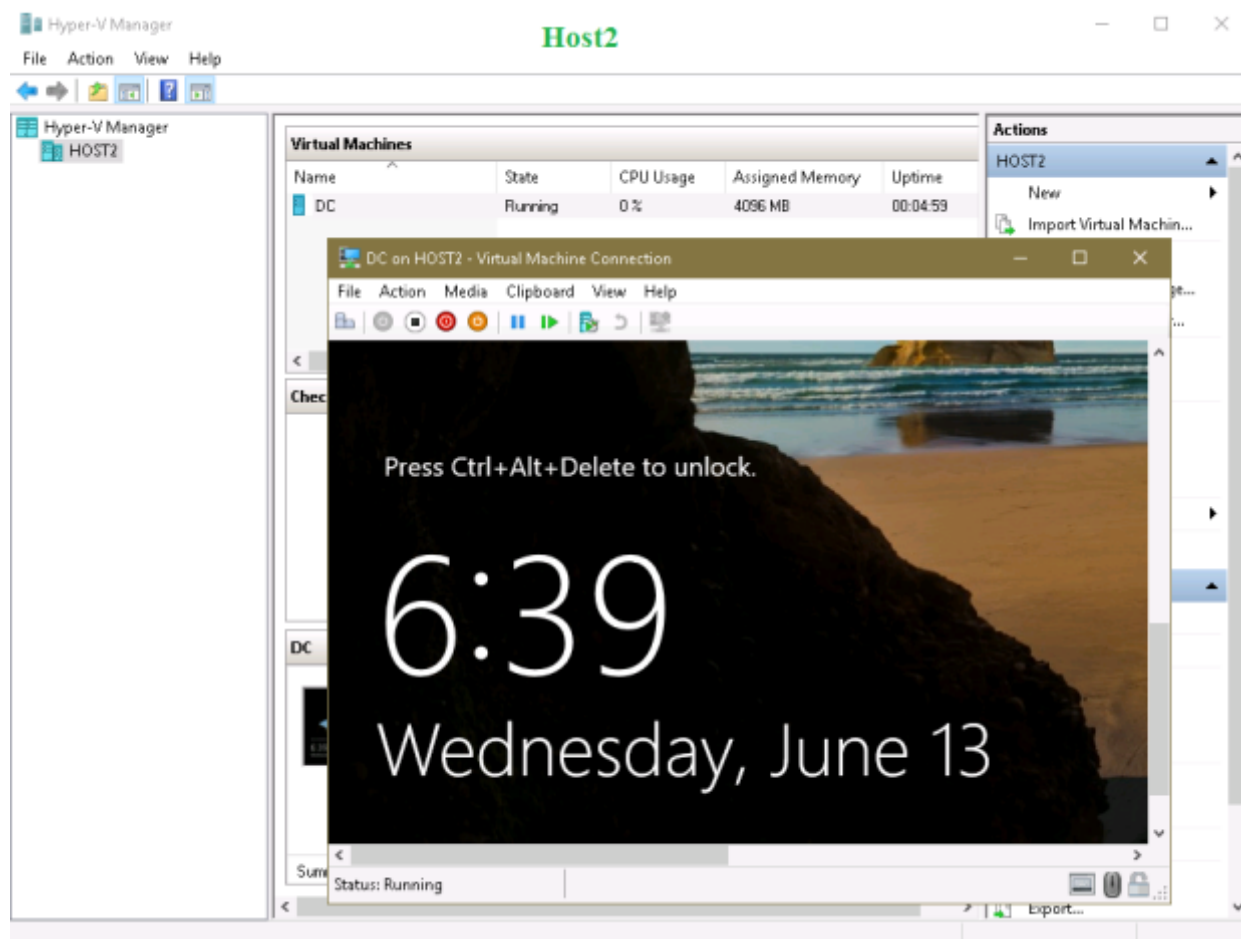 Hyper-V Manager
Host2
File Action View Help
Hyper-V Manager
HOST2
Virtual Machines
Name State CPU Usage Assigned Memory Uptime
DC Running 0 % 4096 MB 00:04:59
Actions
HOST2
New
Import Virtual Machin...
ge...
r...
DC on HOST2 - Virtual Machine Connection
File Action Media Clipboard View Help
Press Ctrl+Alt+Delete to unlock.
6:39
Wednesday, June 13
Status: Running
Chec
DC
Sum
Export...